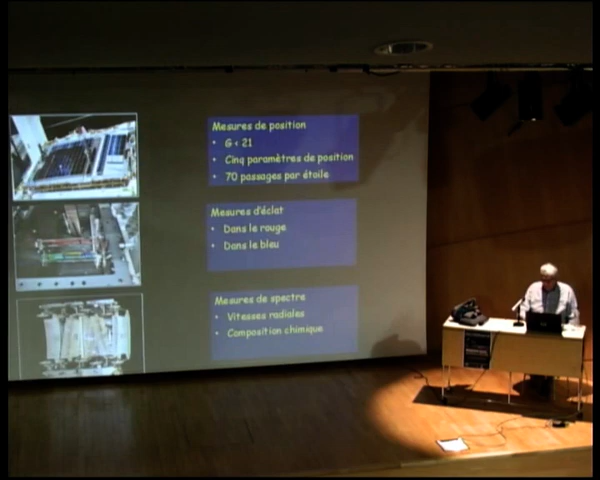 Mesures de position
• G < 21
• Cinq paramètres de position
• 70 passages par étoile
Mesures d'éclat
• Dans le rouge
• Dans le bleu
Mesures de spectre
• Vitesses radiales
• Composition chimique